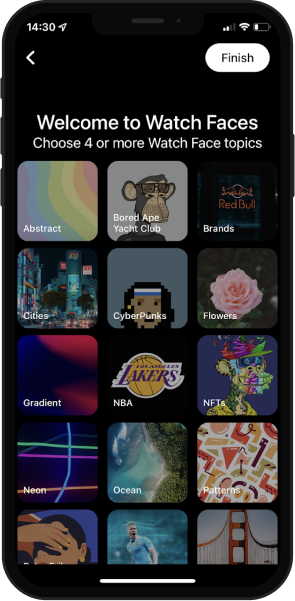 14:30
Finish
Welcome to Watch Faces
Choose 4 or more Watch Face topics
Abstract
Bored Ape
Yacht Club
Red Bull
Brands
Cities
CyberPunks
Flowers
Gradient
LOS ANGELES
LAKERS
NBA
NFTs
Neon
Ocean
Patterns